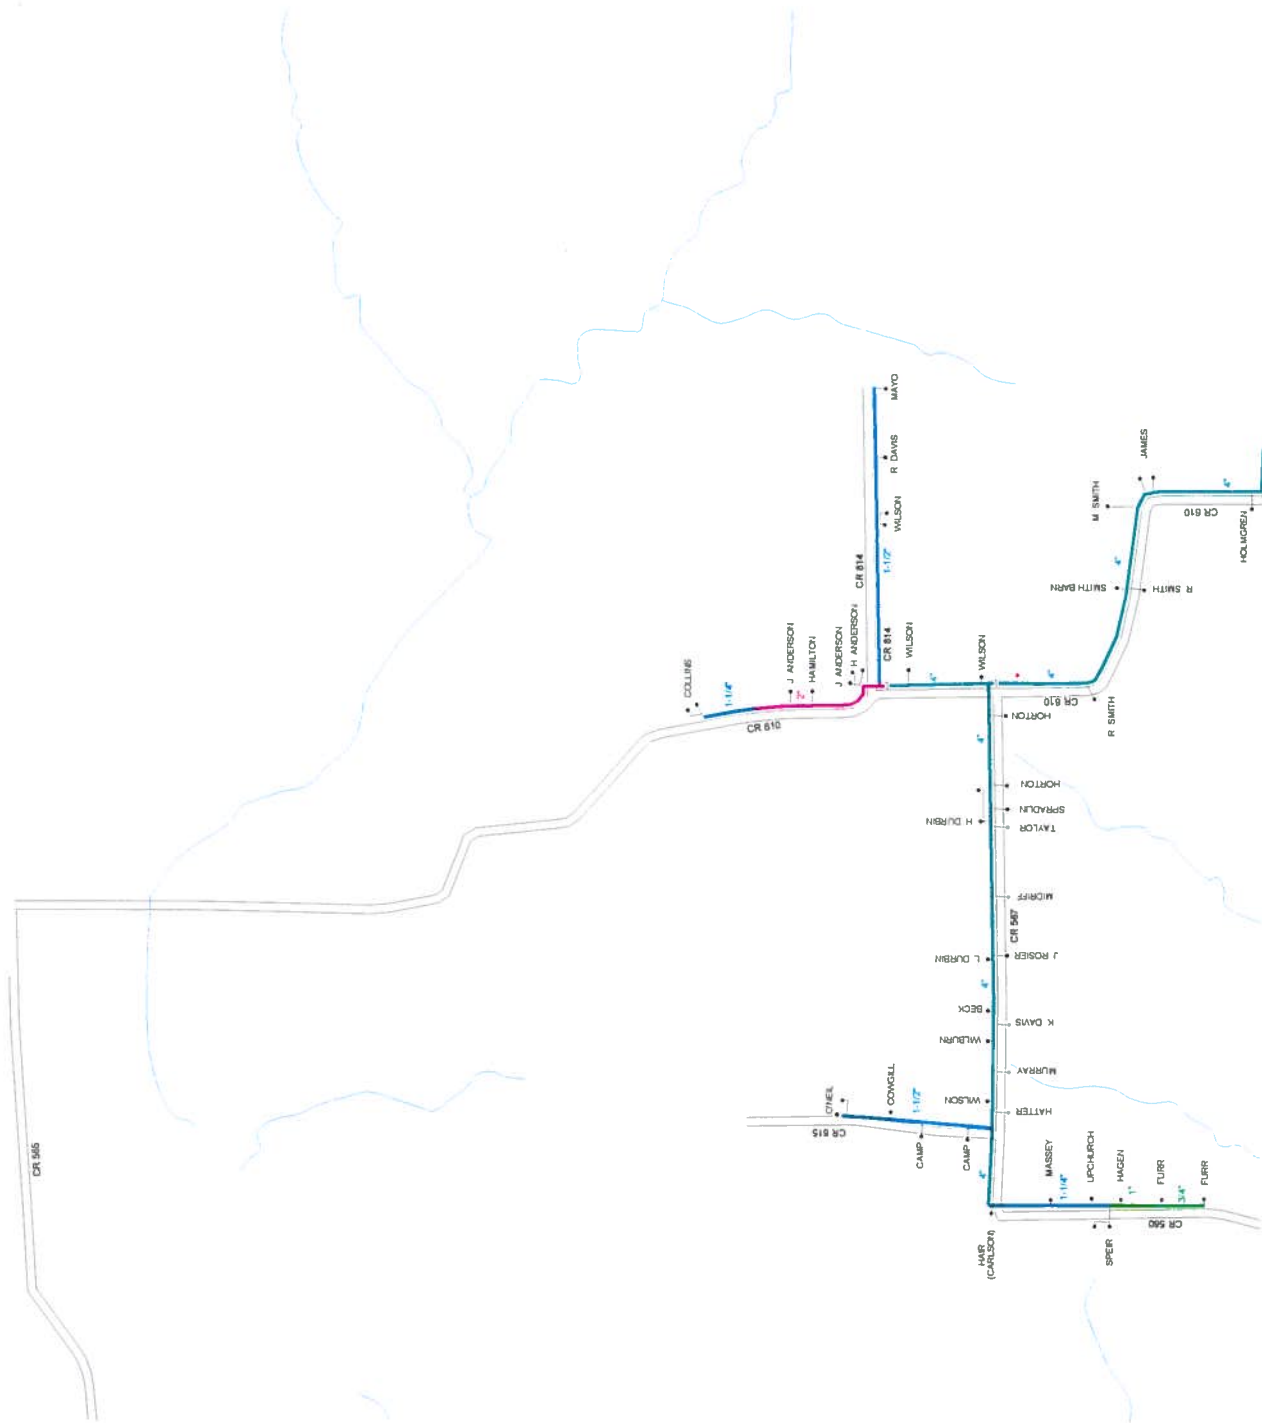 MAYO
R DAVIS
JAMES
M SMITH
WILSON
4"
CR 610
HOLMGREN
CR 814
1-1/2"
4"
SMITH BARN
R SMITH
J ANDERSON
HAMILTON
J ANDERSON
H ANDERSON
CR 814
WILSON
WILSON
COLLINS
1-1/4"
2"
4"
4"
CR 610
CR 610
R SMITH
HORTON
4"
HORTON
SPRADLIN
TAYLOR
H DURBIN
MIDRIFF
CR 567
L DURBIN
J ROSIER
4"
BECK
K DAVIS
WILBURN
MURRAY
O'NEIL
COWGILL
1-1/2"
WILSON
HATTER
CR 615
CAMP
CAMP
4"
MASSEY
1-1/4"
UPCHURCH
HAGEN
1"
FURR
3/4"
FURR
CR 560
HAIR
(CARLSON)
SPEIR
CR 565